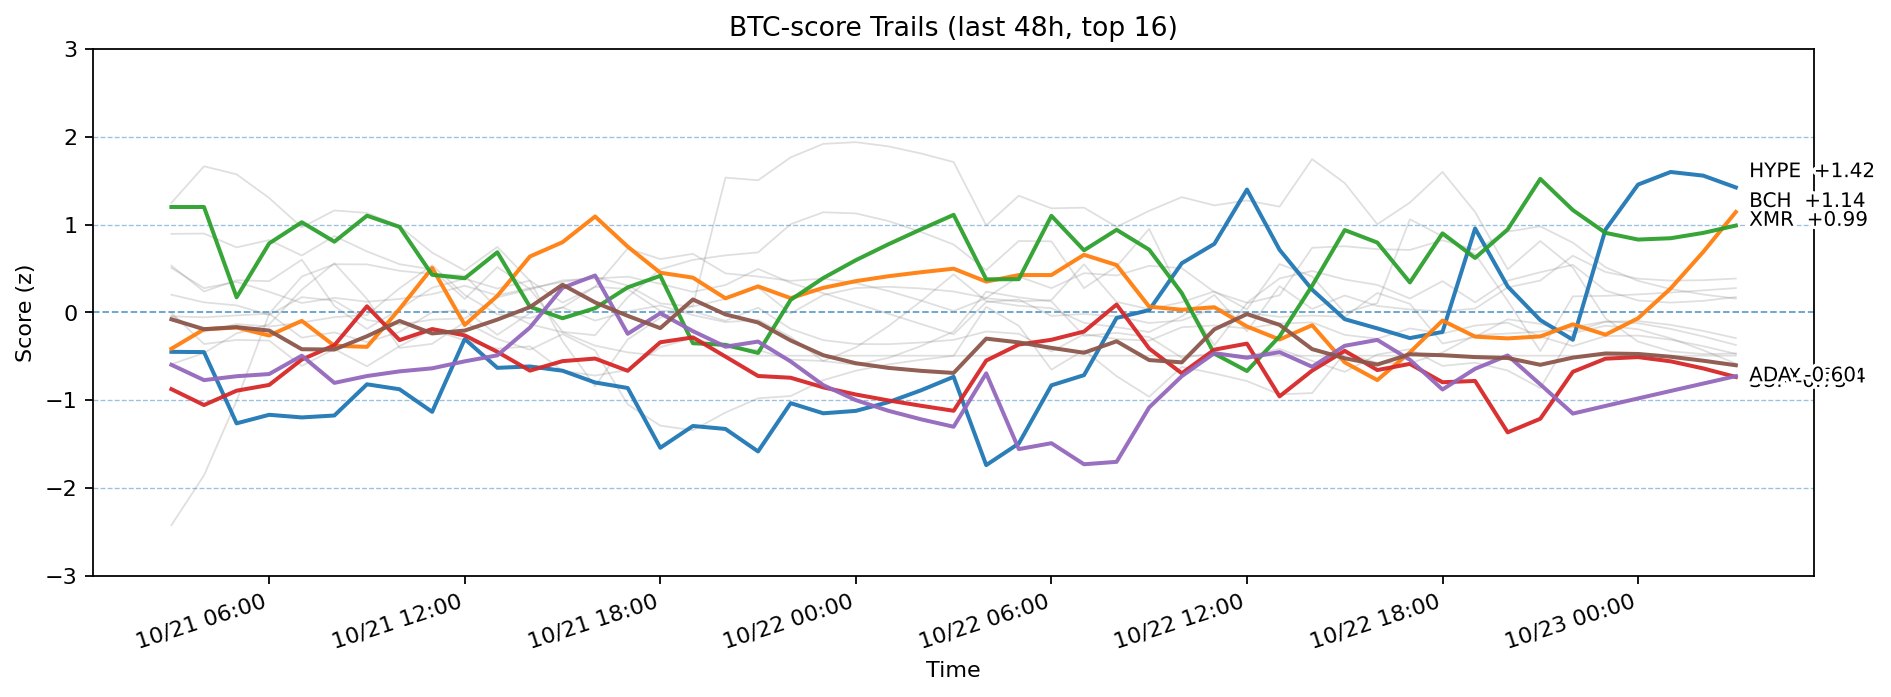 BTC-score Trails (last 48h, top 16)
Score (z)
3
2
1
0
−1
−2
−3
HYPE +1.42
BCH +1.14
XMR +0.99
10/21 06:00
10/21 12:00
10/21 18:00
10/22 00:00
10/22 06:00
10/22 12:00
10/22 18:00
10/23 00:00
Time